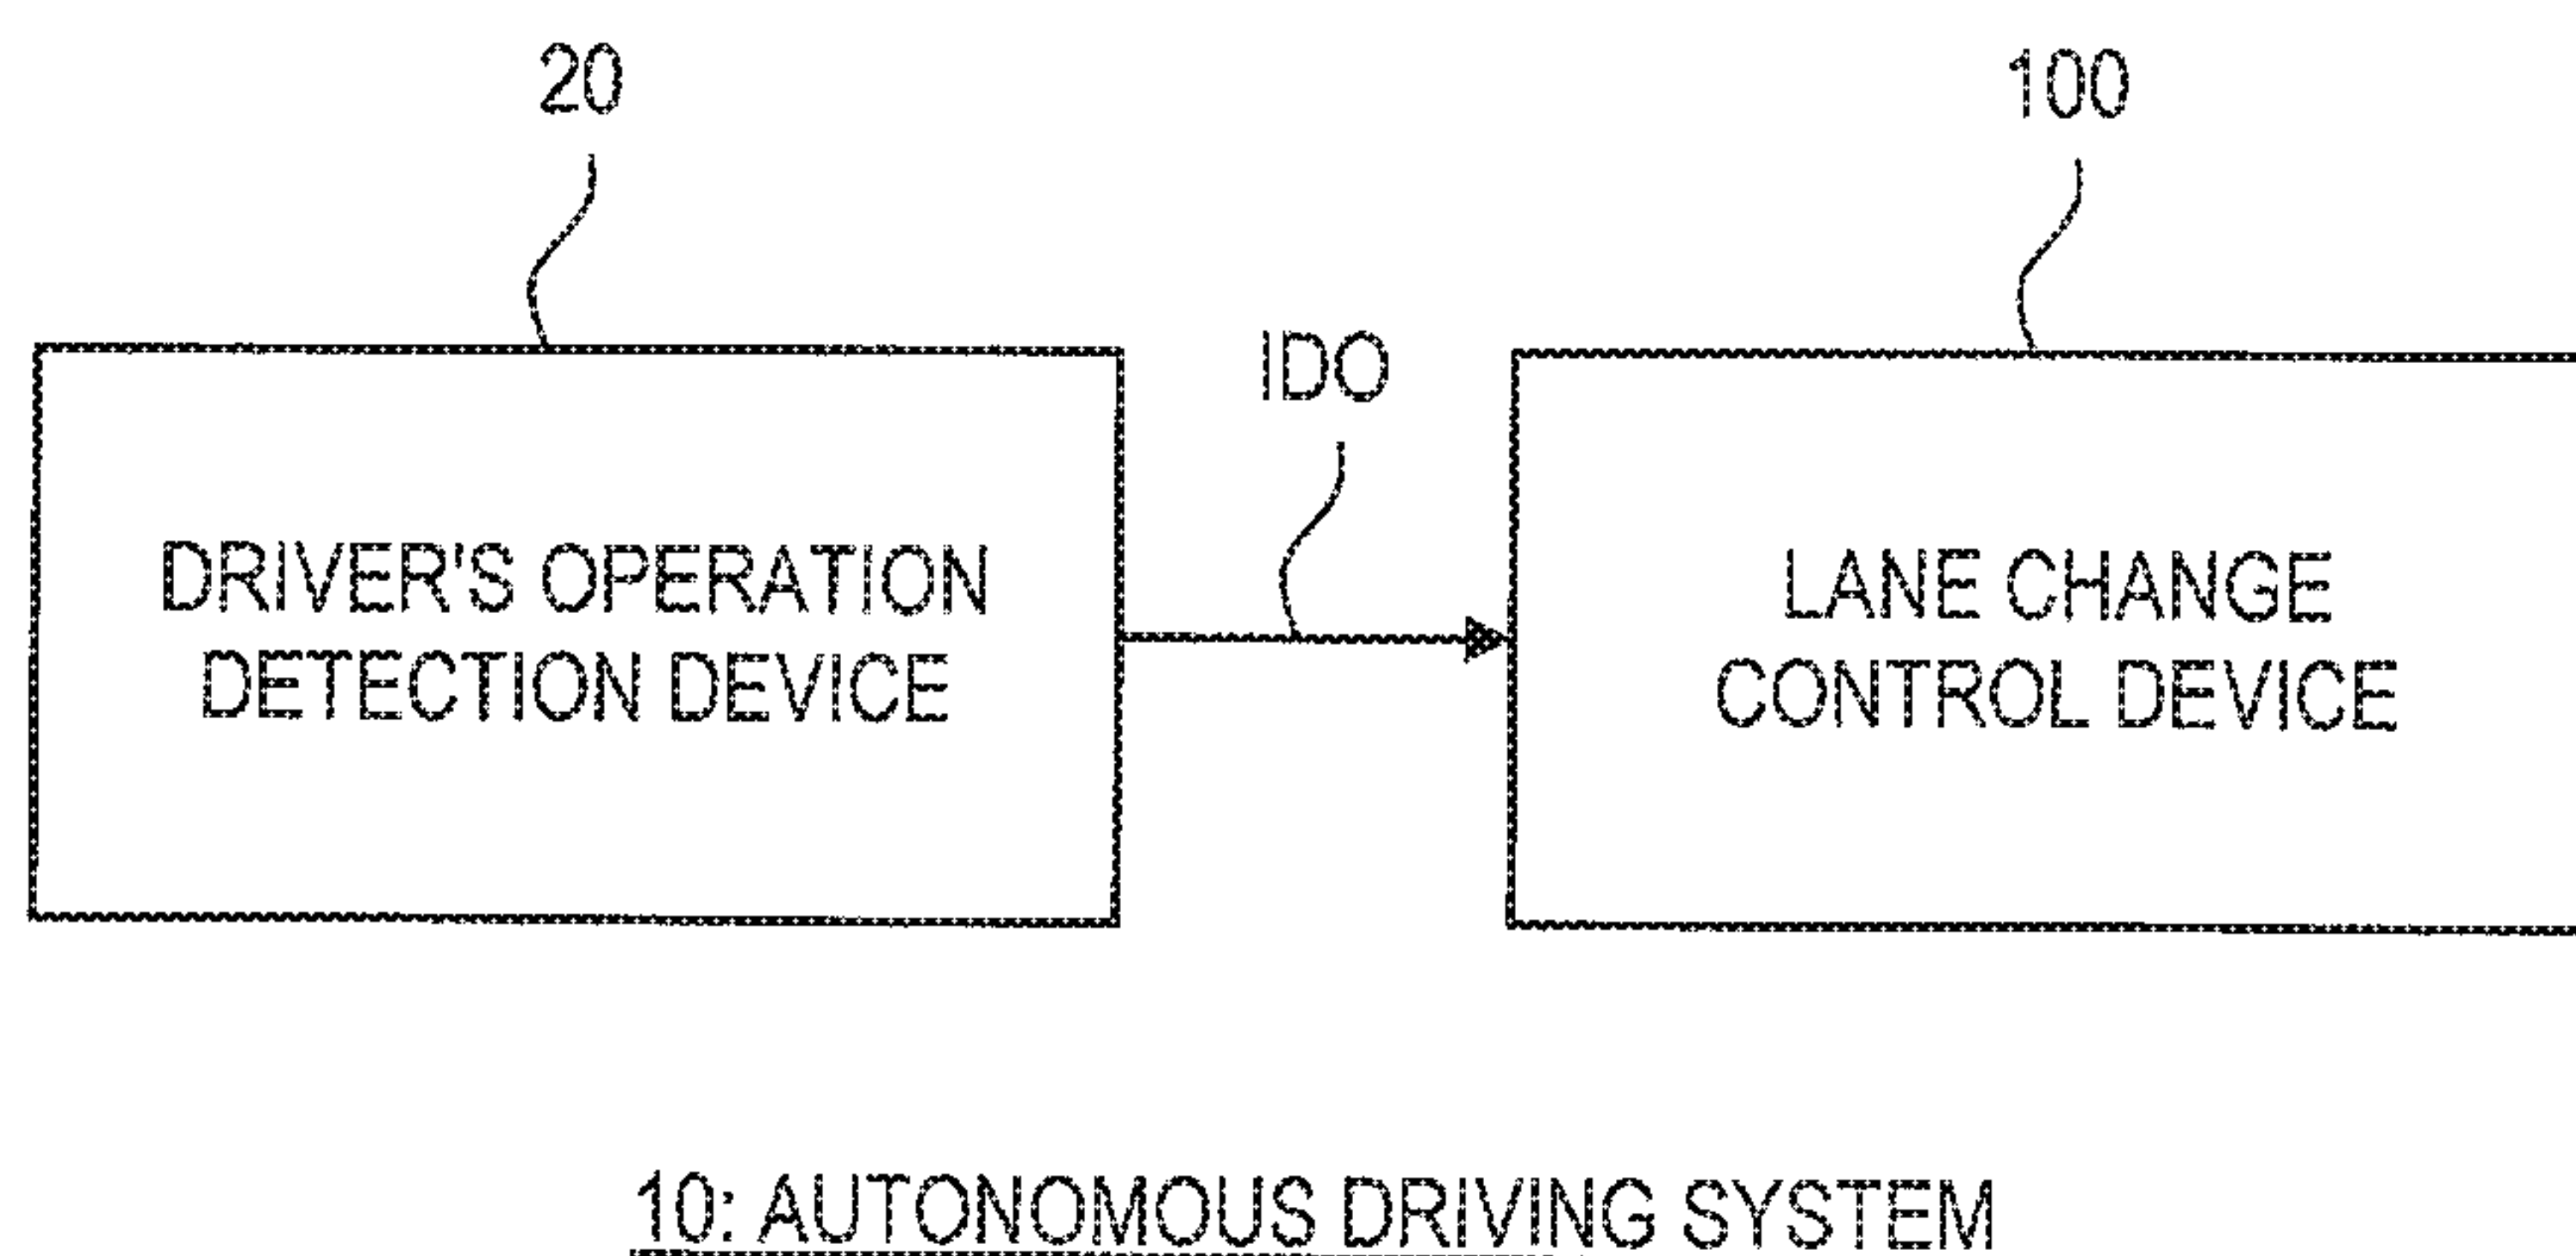 20
100
IDO
DRIVER'S OPERATION
DETECTION DEVICE
LANE CHANGE
CONTROL DEVICE
10: AUTONOMOUS DRIVING SYSTEM